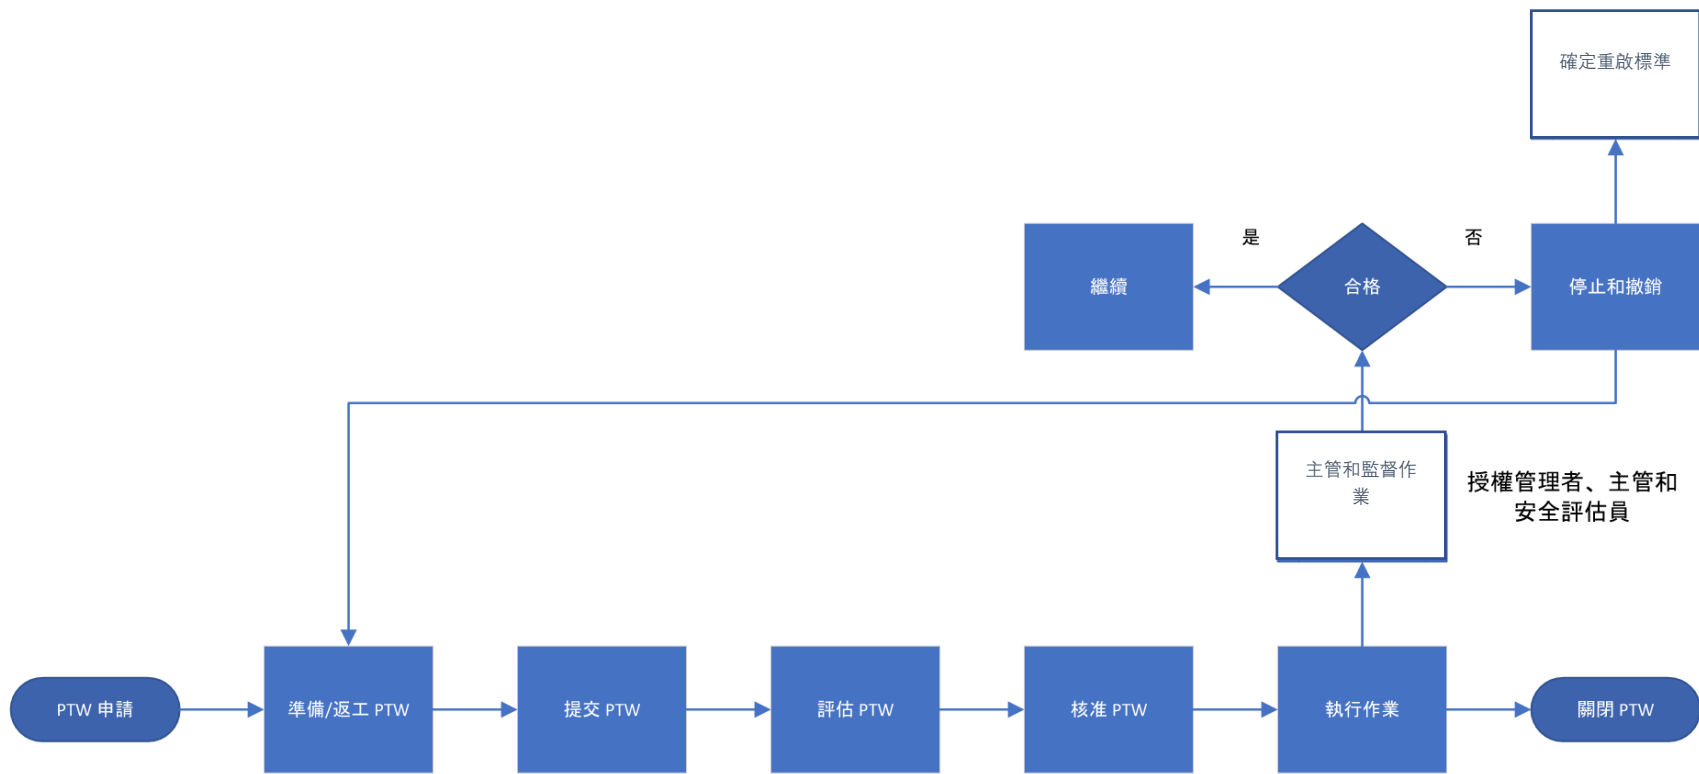 確定重啟標準
是
否
繼續
合格
停止和撤銷
主管和監督作
業
授權管理者、主管和
安全評估員
PTW 申請
準備/返工 PTW
提交 PTW
評估 PTW
核准 PTW
執行作業
關閉 PTW